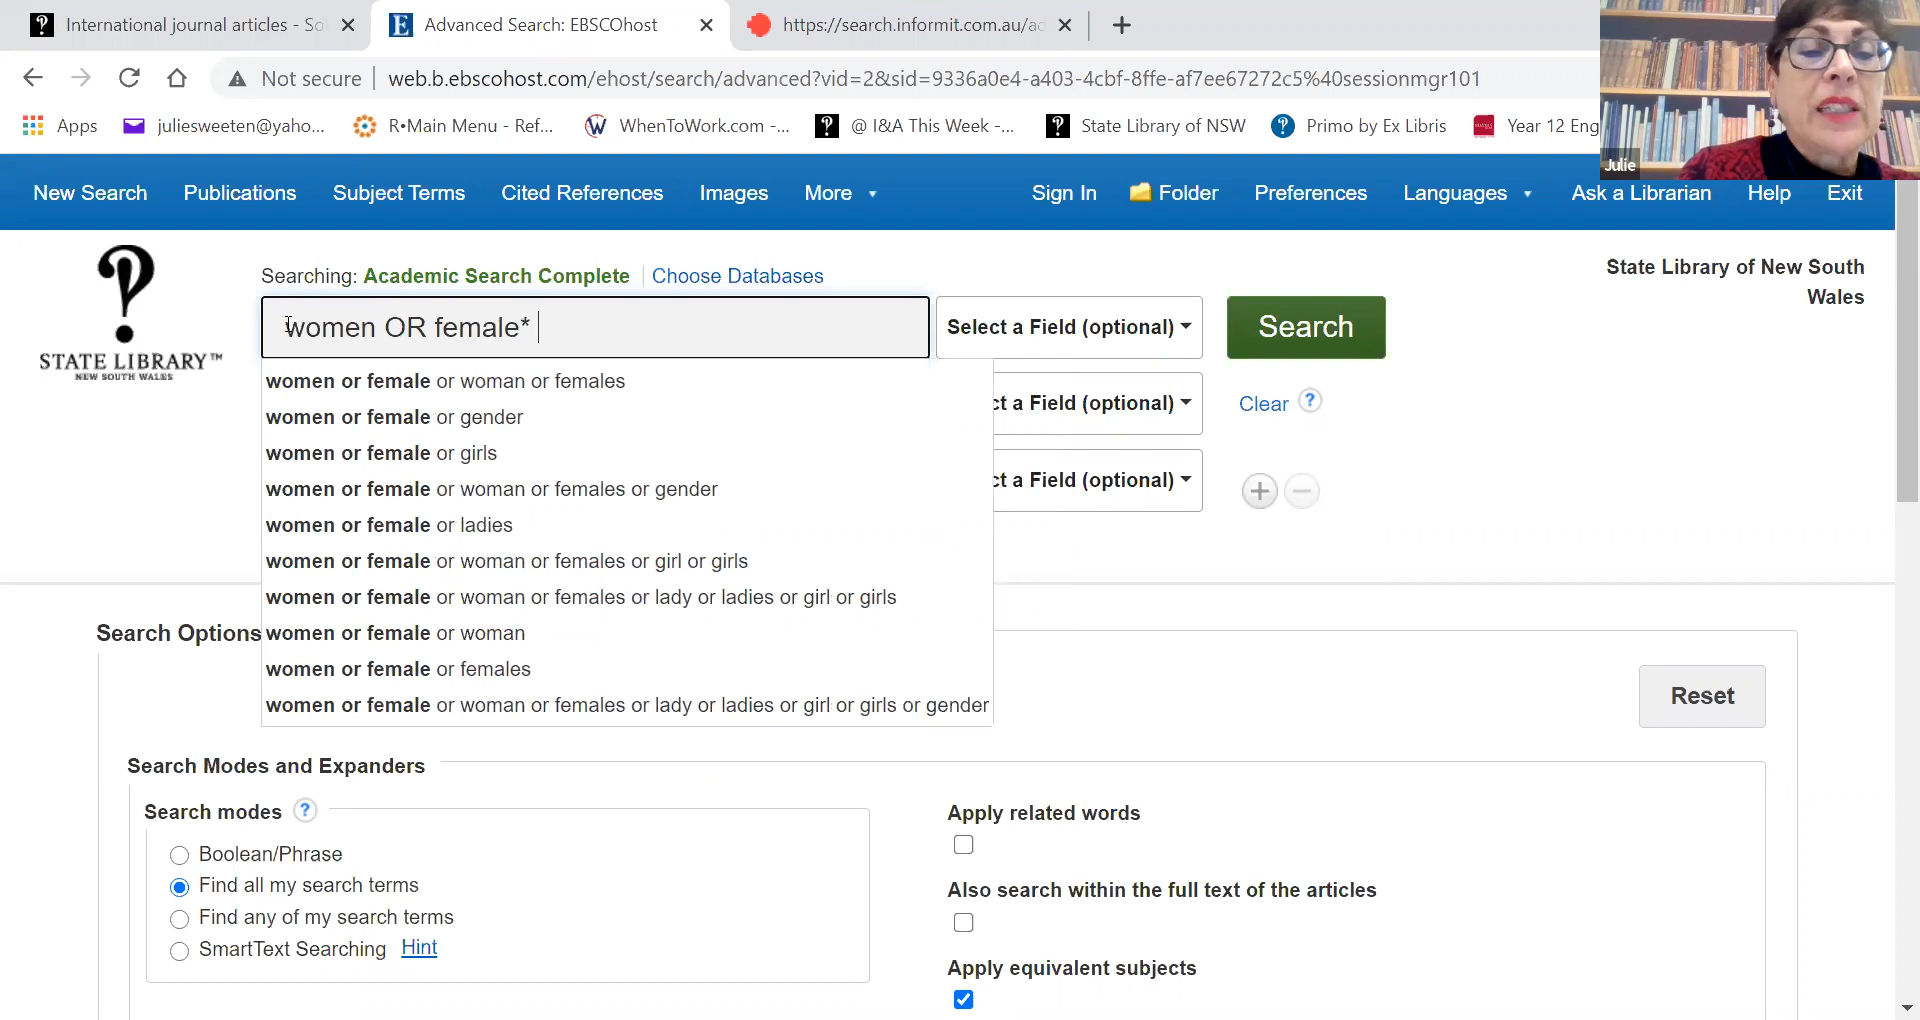 International journal articles - So
Advanced Search: EBSCOhost
https://search.informit.com.au/ad
Not secure
web.b.ebscohost.com/ehost/search/advanced?vid=2&sid=9336a0e4-a403-4cbf-8ffe-af7ee67272c5%40sessionmgr101
Apps
juliesweeten@yaho...
R•Main Menu - Ref...
WhenToWork.com -...
@ I&A This Week -...
State Library of NSW
Primo by Ex Libris
Year 12 Eng
Julie
New Search
Publications
Subject Terms
Cited References
Images
More
Sign In
Folder
Preferences
Languages
Ask a Librarian
Help
Exit
STATE LIBRARY™
NEW SOUTH WALES
Searching: Academic Search Complete
Choose Databases
State Library of New South
Wales
women OR female*
Select a Field (optional)
Search
women or female or woman or females
women or female or gender
women or female or girls
women or female or woman or females or gender
women or female or ladies
women or female or woman or females or girl or girls
women or female or woman or females or lady or ladies or girl or girls
women or female or woman
women or female or females
women or female or woman or females or lady or ladies or girl or girls or gender
ct a Field (optional)
Clear ?
ct a Field (optional)
Search Options
Reset
Search Modes and Expanders
Search modes ?
Boolean/Phrase
Find all my search terms
Find any of my search terms
SmartText Searching Hint
Apply related words
Also search within the full text of the articles
Apply equivalent subjects